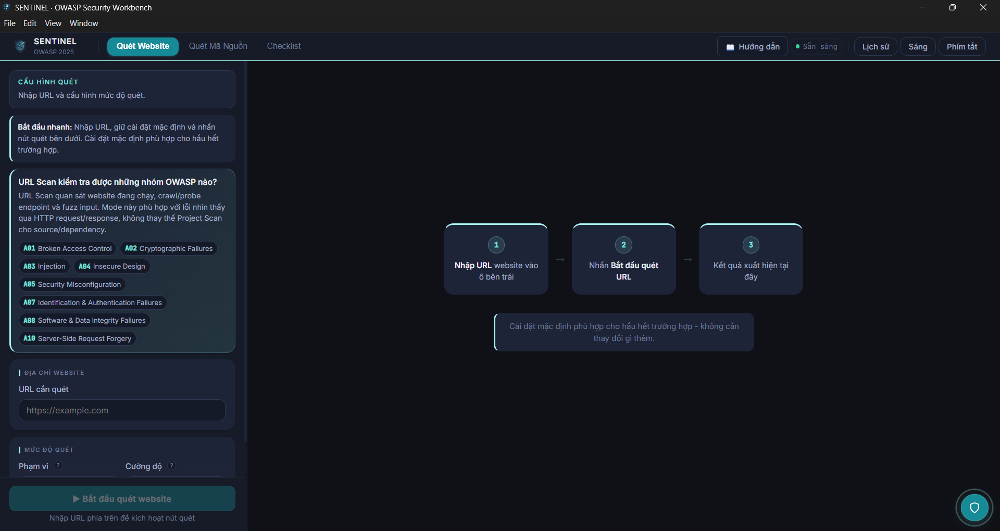 SENTINEL · OWASP Security Workbench
File Edit View Window
SENTINEL
OWASP 2025
Quét Website
Quét Mã Nguồn
Checklist
Hướng dẫn
Sẵn sàng
Lịch sử
Sáng
Phím tắt
CẤU HÌNH QUÉT
Nhập URL và cấu hình mức độ quét.
Bắt đầu nhanh: Nhập URL, giữ cài đặt mặc định và nhấn
nút quét bên dưới. Cài đặt mặc định phù hợp cho hầu hết
trường hợp.
URL Scan kiểm tra được những nhóm OWASP nào?
URL Scan quan sát website đang chạy, crawl/probe
endpoint và fuzz input. Mode này phù hợp với lỗi nhìn thấy
qua HTTP request/response, không thay thế Project Scan
cho source/dependency.
A01 Broken Access Control
A02 Cryptographic Failures
A03 Injection
A04 Insecure Design
A05 Security Misconfiguration
A07 Identification & Authentication Failures
A08 Software & Data Integrity Failures
A10 Server-Side Request Forgery
ĐỊA CHỈ WEBSITE
URL cần quét
https://example.com
MỨC ĐỘ QUÉT
Phạm vi ?
Cường độ ?
▶ Bắt đầu quét website
Nhập URL phía trên để kích hoạt nút quét
1
Nhập URL website vào
ô bên trái
→
2
Nhấn Bắt đầu quét
URL
→
3
Kết quả xuất hiện tại
đây
Cài đặt mặc định phù hợp cho hầu hết trường hợp - không cần
thay đổi gì thêm.